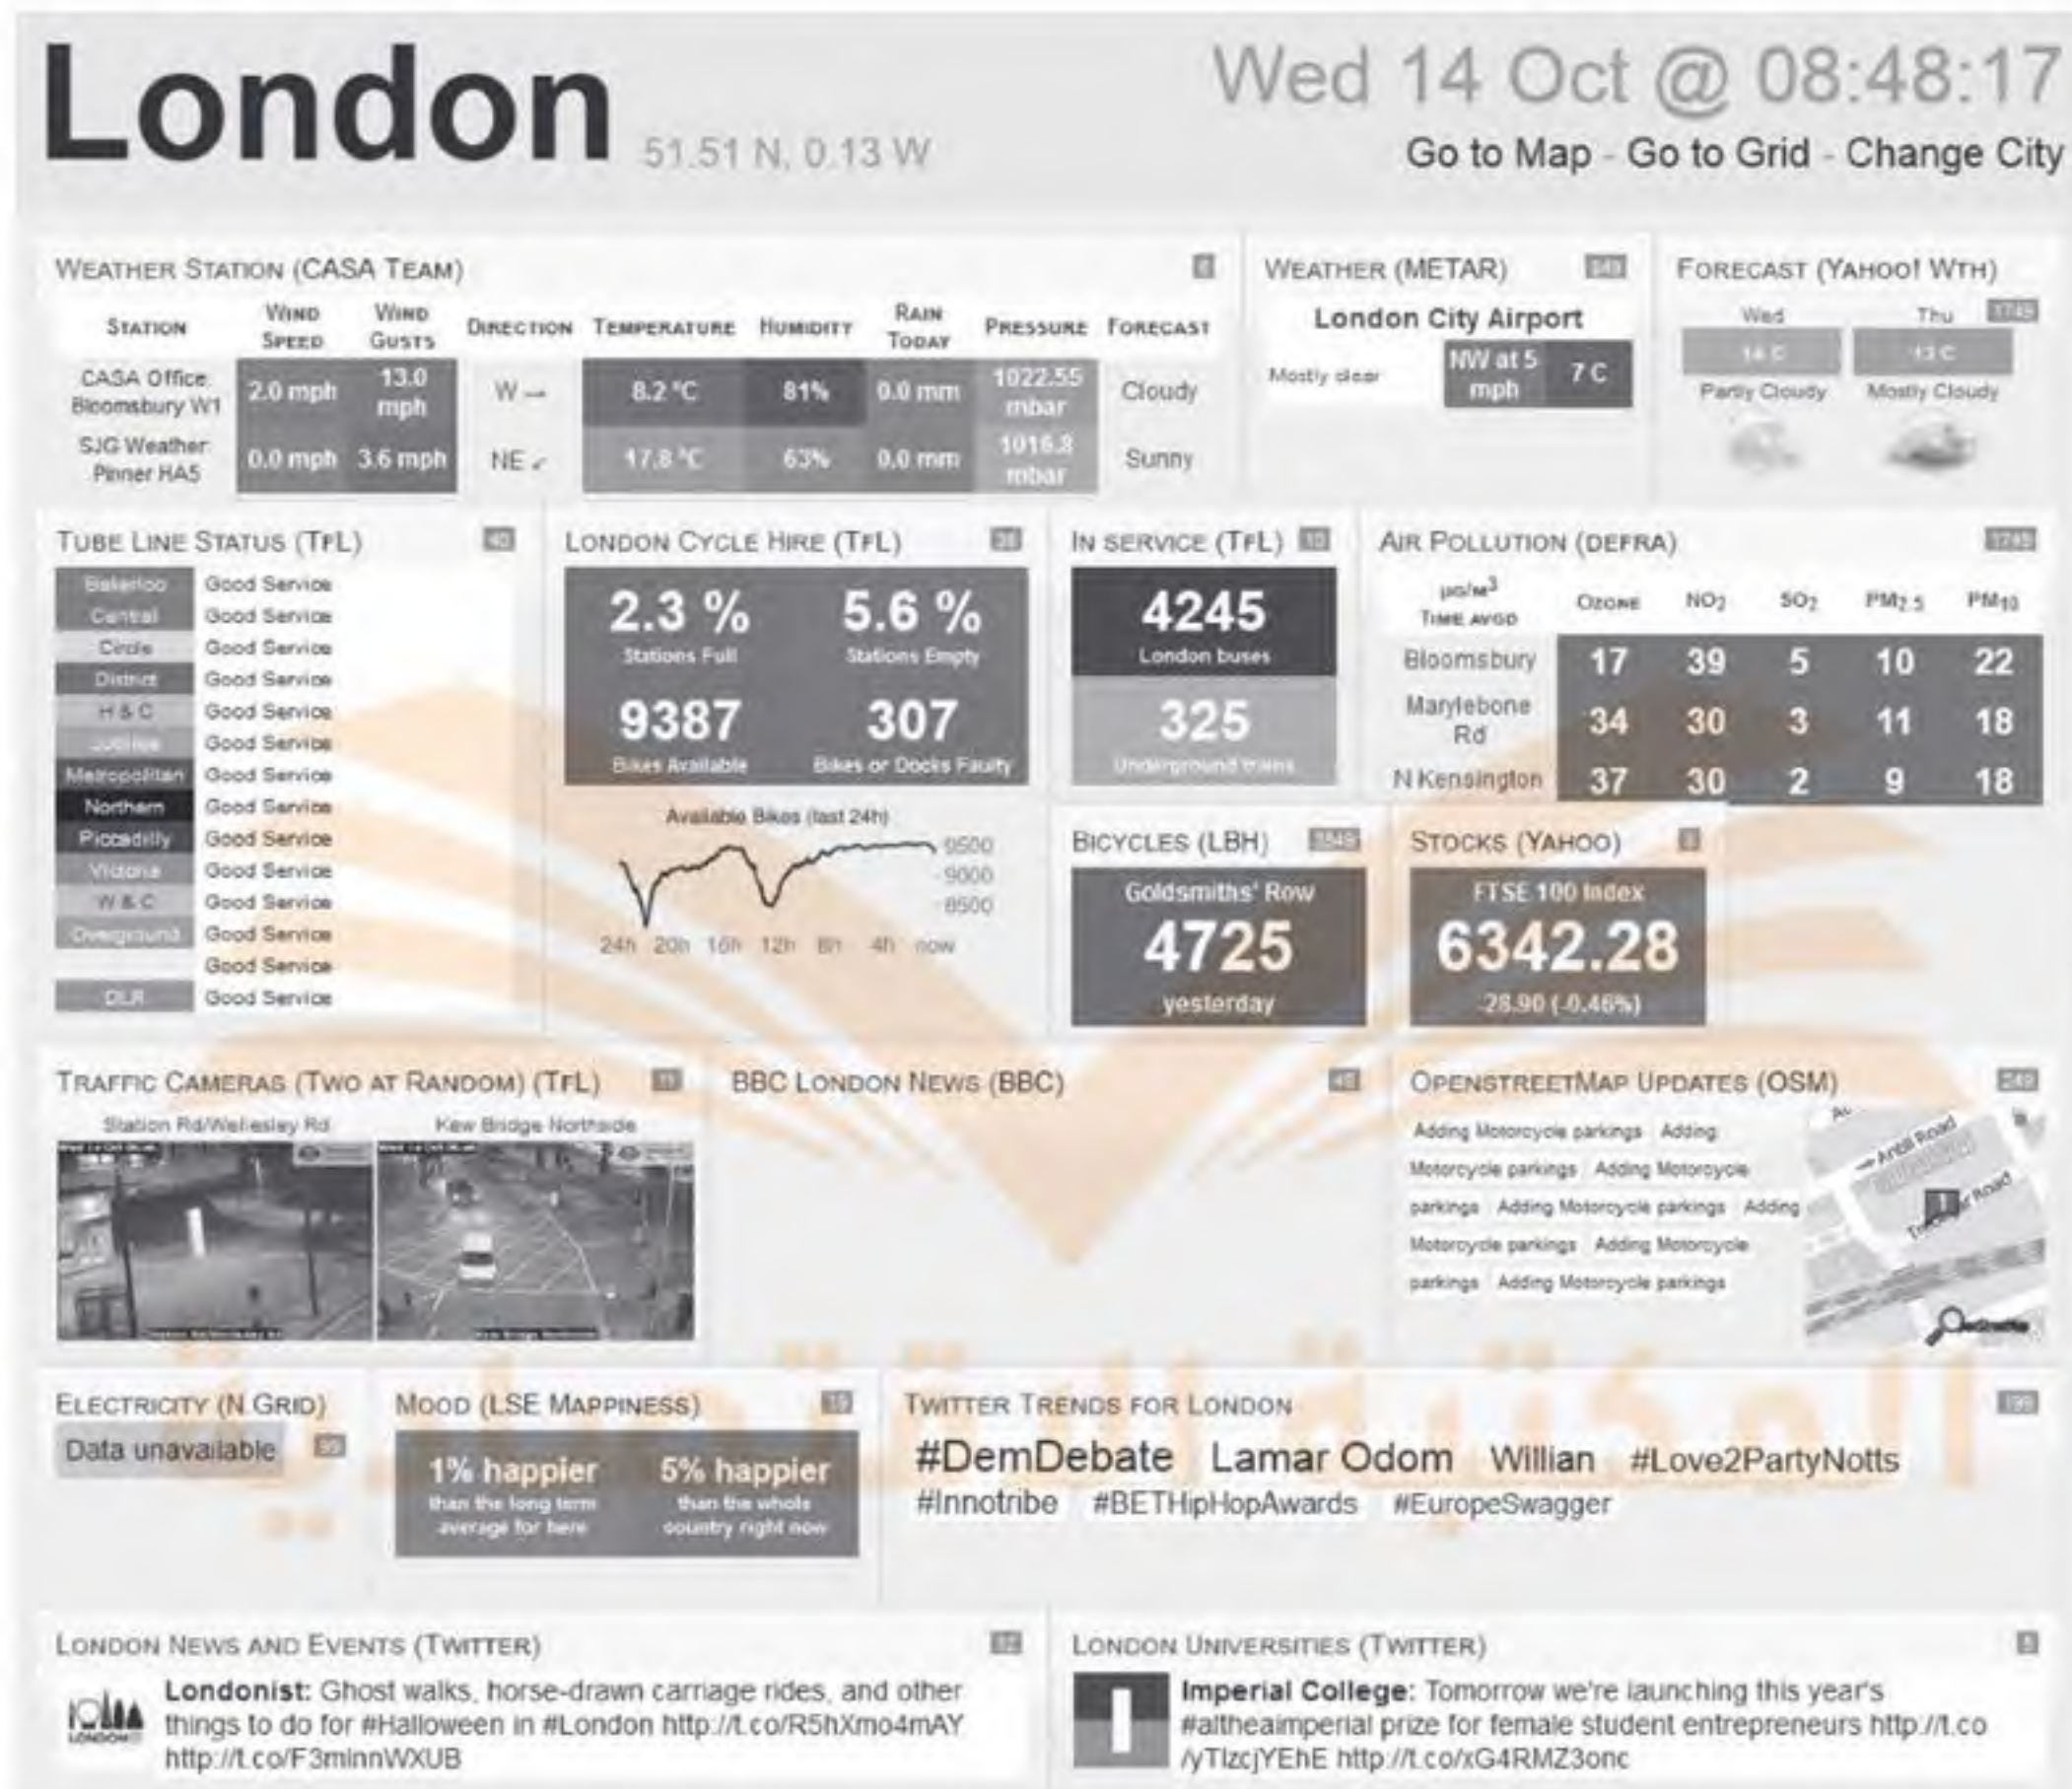 London 51.51 N, 0.13 W
Wed 14 Oct @ 08:48:17
Go to Map - Go to Grid - Change City
WEATHER STATION (CASA TEAM)
STATION WIND SPEED WIND GUSTS DIRECTION TEMPERATURE HUMIDITY RAIN TODAY PRESSURE FORECAST
CASA Office: Bloomsbury W1 2.0 mph 13.0 mph W → 8.2 °C 81% 0.0 mm 1022.55 mbar Cloudy
SJG Weather: Pinner HA5 0.0 mph 3.6 mph NE ↙ 17.8 °C 63% 0.0 mm 1016.8 mbar Sunny
WEATHER (METAR)
London City Airport
Mostly clear NW at 5 mph 7 C
FORECAST (YAHOO! WTH)
Wed Thu
14 C 13 C
Partly Cloudy Mostly Cloudy
TUBE LINE STATUS (TFL)
Bakerloo Good Service
Central Good Service
Circle Good Service
District Good Service
H & C Good Service
Jubilee Good Service
Metropolitan Good Service
Northern Good Service
Piccadilly Good Service
Victoria Good Service
W & C Good Service
Overground Good Service
Good Service
DLR Good Service
LONDON CYCLE HIRE (TFL)
2.3 % 5.6 %
Stations Full Stations Empty
9387 307
Bikes Available Bikes or Docks Faulty
Available Bikes (last 24h)
9500
9000
8500
24h 20h 16h 12h 8h 4h now
IN SERVICE (TFL)
4245
London buses
325
Underground trains
AIR POLLUTION (DEFRA)
µG/M³ TIME AVGD OZONE NO₂ SO₂ PM₂.₅ PM₁₀
Bloomsbury 17 39 5 10 22
Marylebone Rd 34 30 3 11 18
N Kensington 37 30 2 9 18
BICYCLES (LBH)
Goldsmiths' Row
4725
yesterday
STOCKS (YAHOO)
FTSE 100 Index
6342.28
-28.90 (-0.46%)
TRAFFIC CAMERAS (TWO AT RANDOM) (TFL)
Station Rd/Wellesley Rd Kew Bridge Northside
BBC LONDON NEWS (BBC)
OPENSTREETMAP UPDATES (OSM)
Adding Motorcycle parkings Adding
Motorcycle parkings Adding Motorcycle
parkings Adding Motorcycle parkings Adding
Motorcycle parkings Adding Motorcycle
parkings Adding Motorcycle parkings
Antill Road
Road
ELECTRICITY (N GRID)
Data unavailable
MOOD (LSE MAPPINESS)
1% happier 5% happier
than the long term than the whole
average for here country right now
TWITTER TRENDS FOR LONDON
#DemDebate Lamar Odom Willian #Love2PartyNotts
#Innotribe #BETHipHopAwards #EuropeSwagger
LONDON NEWS AND EVENTS (TWITTER)
Londonist: Ghost walks, horse-drawn carriage rides, and other
things to do for #Halloween in #London http://t.co/R5hXmo4mAY
http://t.co/F3minnWXUB
LONDON UNIVERSITIES (TWITTER)
Imperial College: Tomorrow we're launching this year's
#altheaimperial prize for female student entrepreneurs http://t.co
/yTlzcjYEhE http://t.co/xG4RMZ3onc